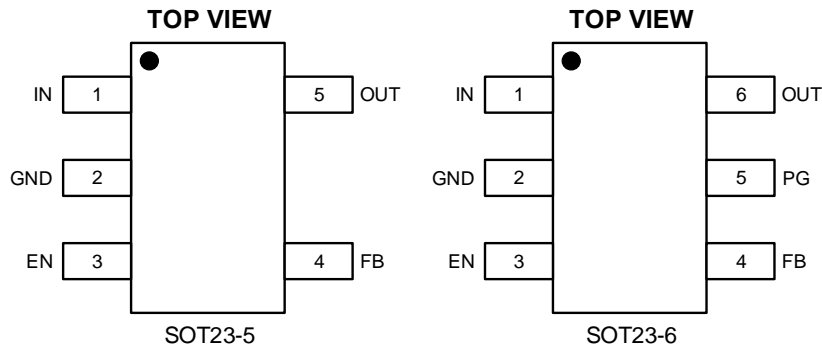 TOP VIEW
IN 1
5 OUT
GND 2
EN 3
4 FB
SOT23-5
TOP VIEW
IN 1
6 OUT
GND 2
5 PG
EN 3
4 FB
SOT23-6